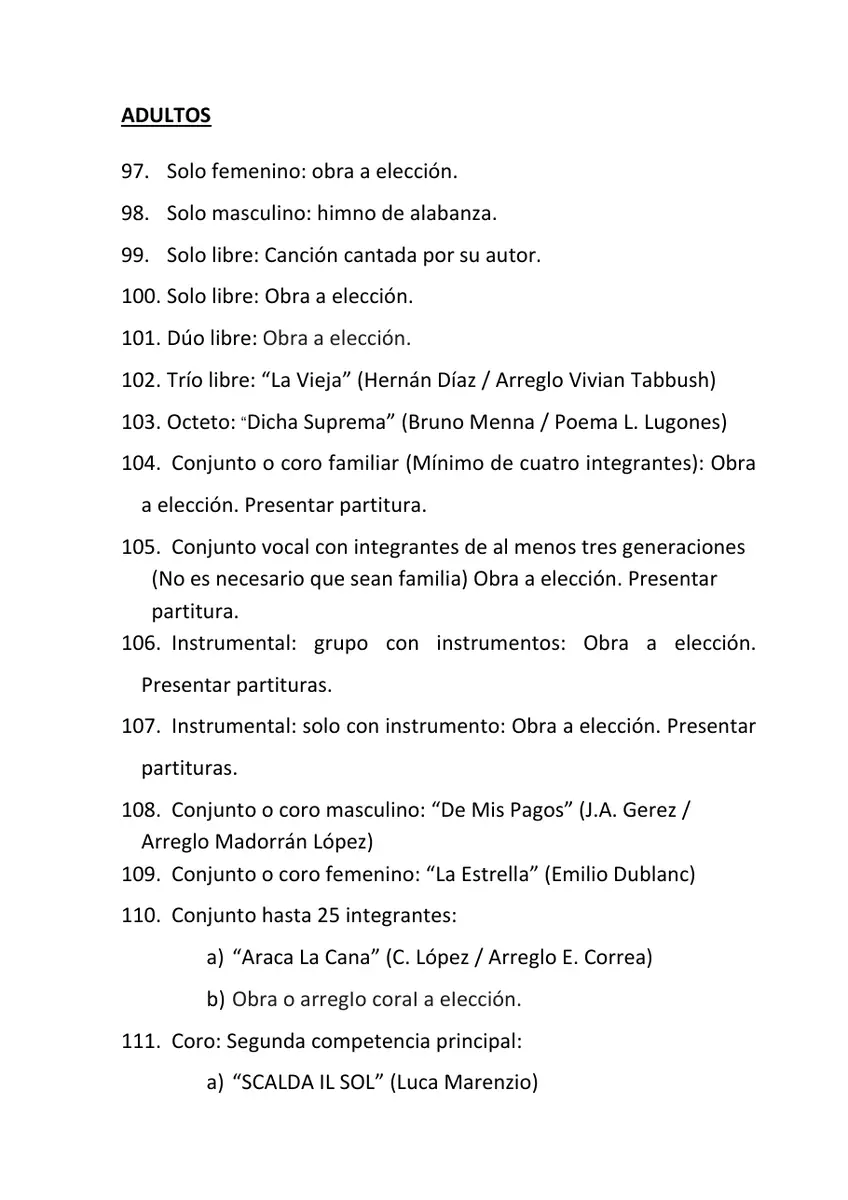 ADULTOS
97. Solo femenino: obra a elección.
98. Solo masculino: himno de alabanza.
99. Solo libre: Canción cantada por su autor.
100. Solo libre: Obra a elección.
101. Dúo libre: Obra a elección.
102. Trío libre: “La Vieja” (Hernán Díaz / Arreglo Vivian Tabbush)
103. Octeto: “Dicha Suprema” (Bruno Menna / Poema L. Lugones)
104. Conjunto o coro familiar (Mínimo de cuatro integrantes): Obra
a elección. Presentar partitura.
105. Conjunto vocal con integrantes de al menos tres generaciones
(No es necesario que sean familia) Obra a elección. Presentar
partitura.
106. Instrumental: grupo con instrumentos: Obra a elección.
Presentar partituras.
107. Instrumental: solo con instrumento: Obra a elección. Presentar
partituras.
108. Conjunto o coro masculino: “De Mis Pagos” (J.A. Gerez /
Arreglo Madorrán López)
109. Conjunto o coro femenino: “La Estrella” (Emilio Dublanc)
110. Conjunto hasta 25 integrantes:
a) “Araca La Cana” (C. López / Arreglo E. Correa)
b) Obra o arreglo coral a elección.
111. Coro: Segunda competencia principal:
a) “SCALDA IL SOL” (Luca Marenzio)